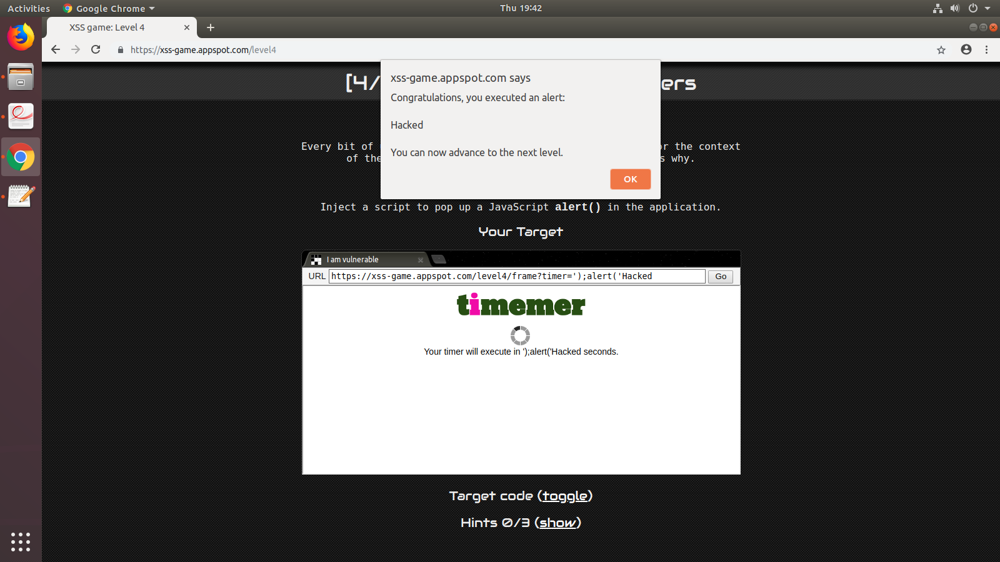 Activities Google Chrome Thu 19:42
XSS game: Level 4
https://xss-game.appspot.com/level4
xss-game.appspot.com says
Congratulations, you executed an alert:
Hacked
You can now advance to the next level.
OK
[4/ ers
Every bit of or the context
of the s why.
Inject a script to pop up a JavaScript alert() in the application.
Your Target
I am vulnerable
URL https://xss-game.appspot.com/level4/frame?timer=');alert('Hacked Go
timemer
Your timer will execute in ');alert('Hacked seconds.
Target code (toggle)
Hints 0/3 (show)